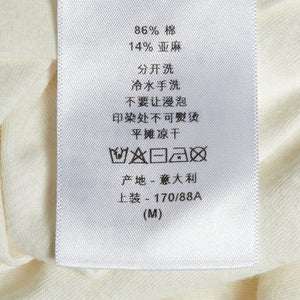 86% 棉
14% 亚麻
分开洗
冷水手洗
不要让浸泡
印染处不可熨烫
平摊凉干
产地 - 意大利
上装 - 170/88A
(M)